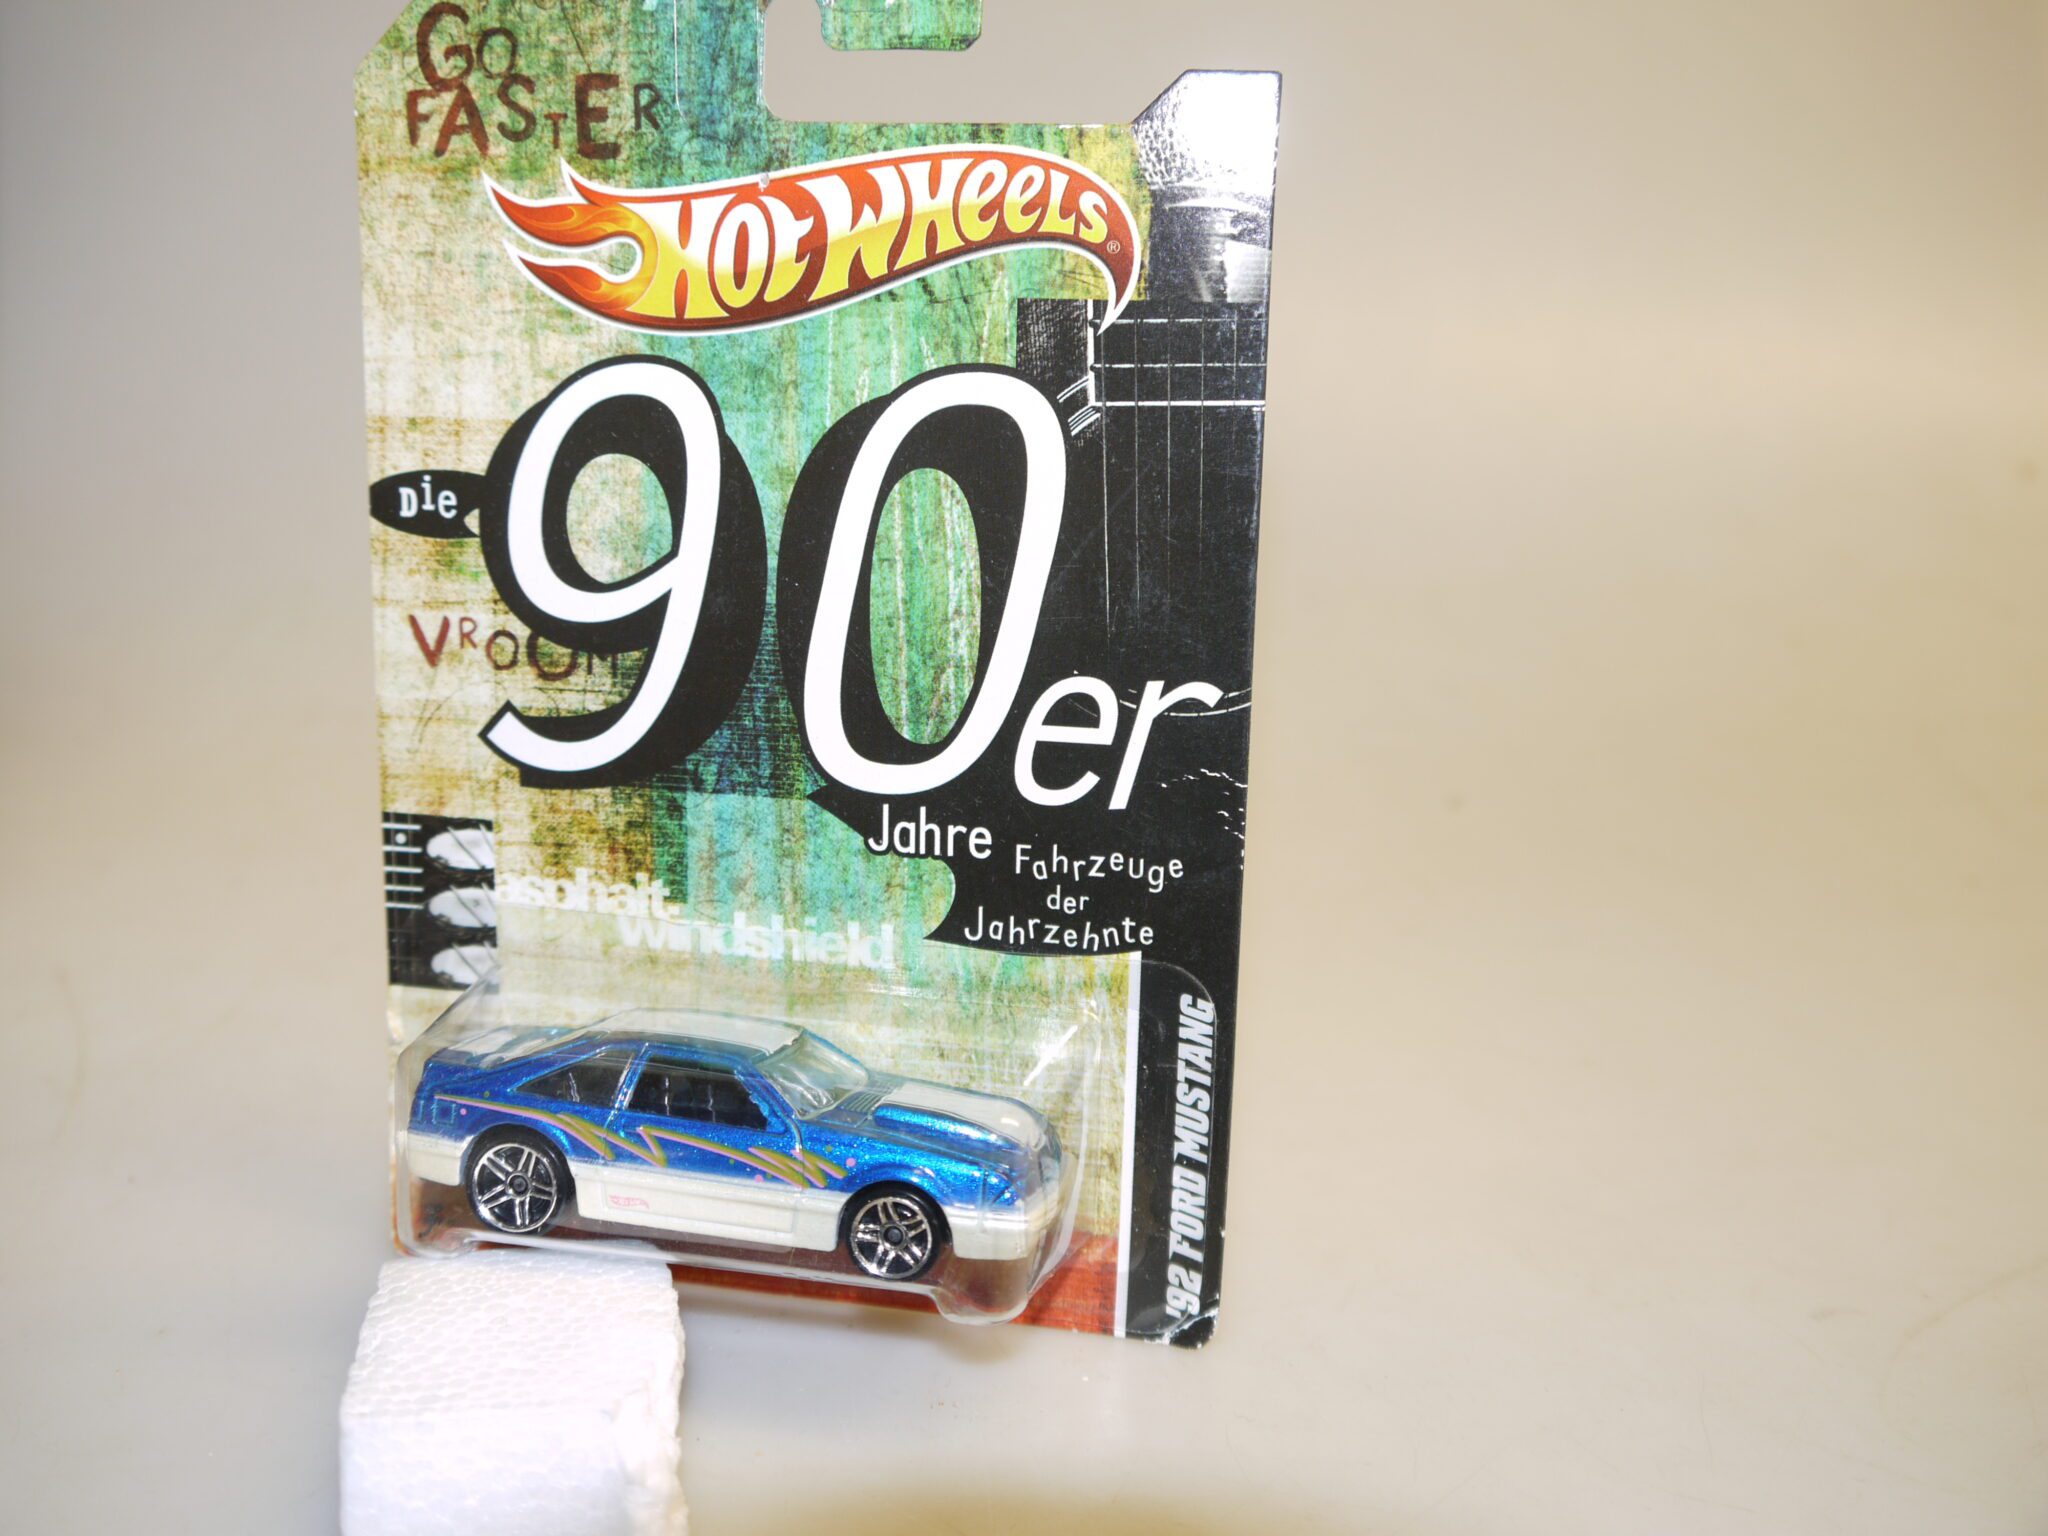 GO
FASTER
HOT WHEELS®
Die
90er
VROOM
Jahre
Fahrzeuge
der
Jahrzehnte
asphalt
windshield
'92 FORD MUSTANG